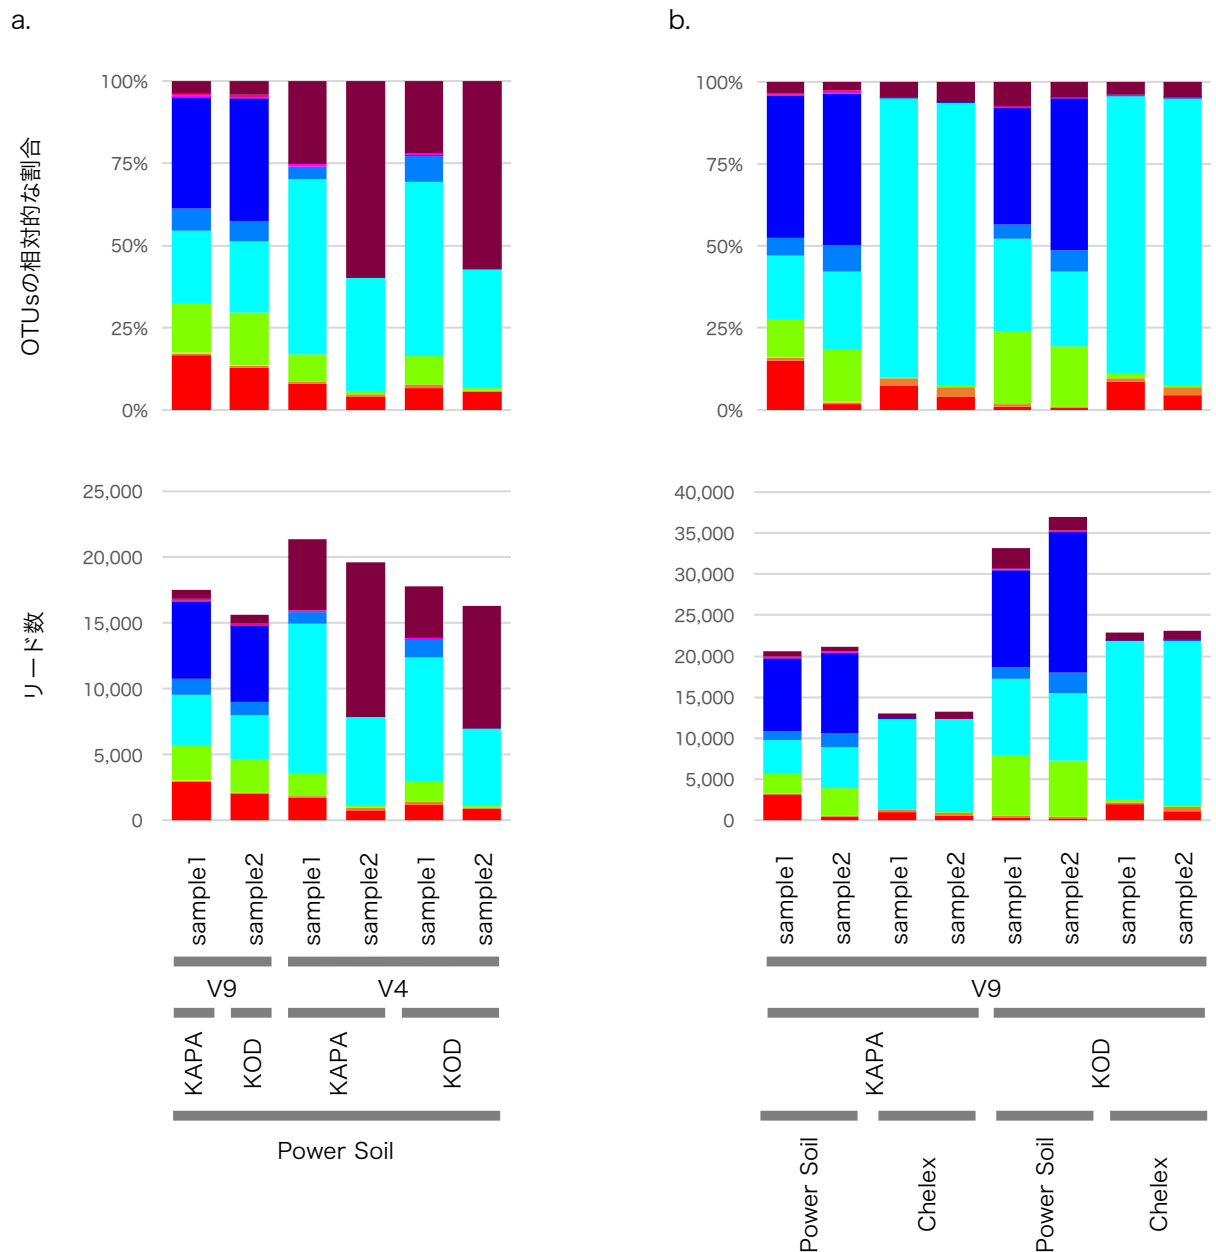 a.
100%
75%
50%
25%
0%
OTUsの相対的な割合
25,000
20,000
15,000
10,000
5,000
0
リード数
sample1
sample2
sample1
sample2
sample1
sample2
V9
V4
KAPA
KOD
KAPA
KOD
Power Soil
b.
100%
75%
50%
25%
0%
40,000
35,000
30,000
25,000
20,000
15,000
10,000
5,000
0
sample1
sample2
sample1
sample2
sample1
sample2
sample1
sample2
V9
KAPA
KOD
Power Soil
Chelex
Power Soil
Chelex